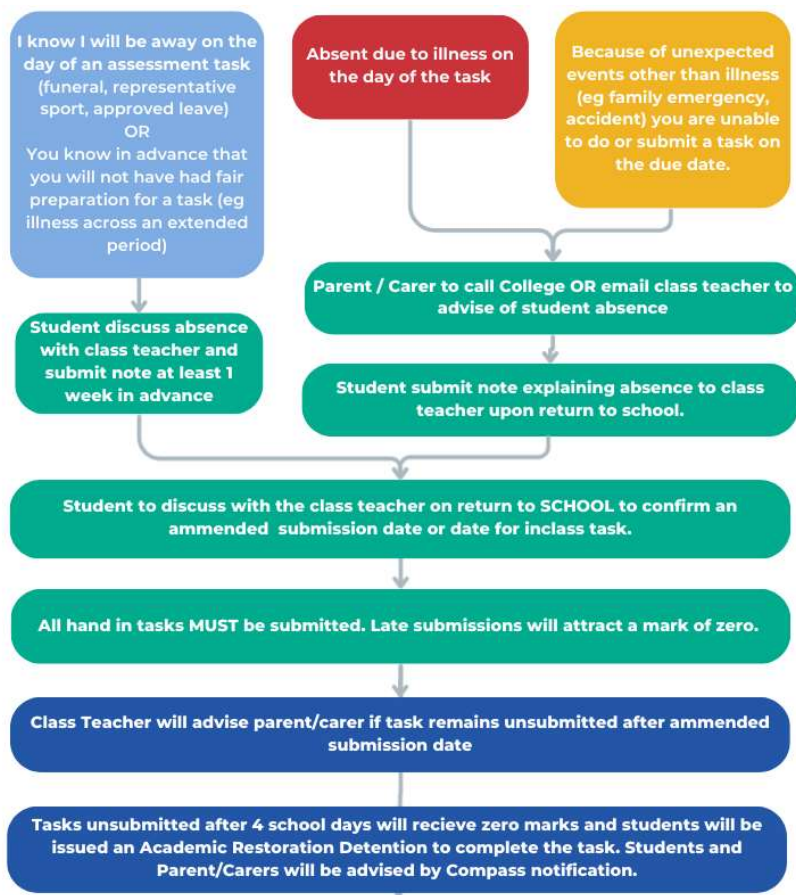 I know I will be away on the
day of an assessment task
(funeral, representative
sport, approved leave)
OR
You know in advance that
you will not have had fair
preparation for a task (eg
illness across an extended
period)
Absent due to illness on
the day of the task
Because of unexpected
events other than illness
(eg family emergency,
accident) you are unable
to do or submit a task on
the due date.
Parent / Carer to call College OR email class teacher to
advise of student absence
Student discuss absence
with class teacher and
submit note at least 1
week in advance
Student submit note explaining absence to class
teacher upon return to school.
Student to discuss with the class teacher on return to SCHOOL to confirm an
ammended submission date or date for inclass task.
All hand in tasks MUST be submitted. Late submissions will attract a mark of zero.
Class Teacher will advise parent/carer if task remains unsubmitted after ammended
submission date
Tasks unsubmitted after 4 school days will recieve zero marks and students will be
issued an Academic Restoration Detention to complete the task. Students and
Parent/Carers will be advised by Compass notification.